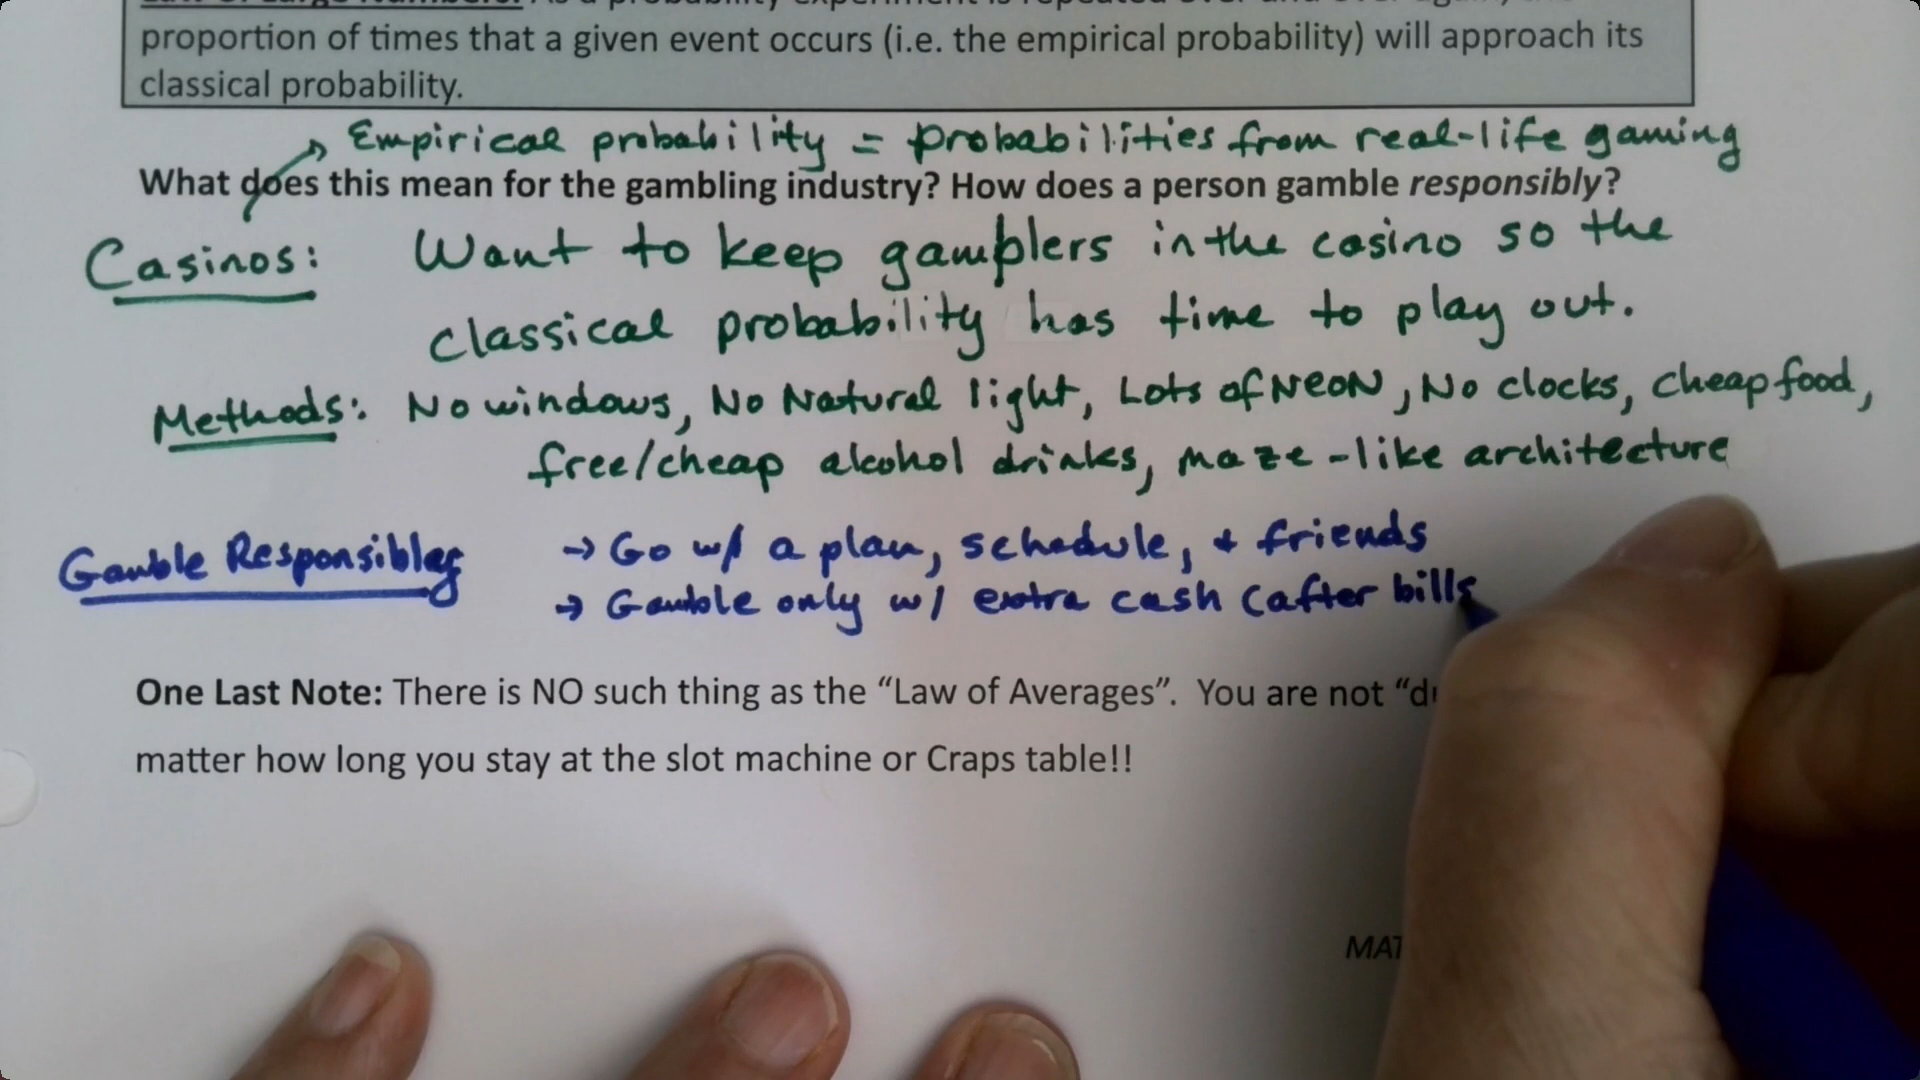 proportion of times that a given event occurs (i.e. the empirical probability) will approach its
classical probability.
Empirical probability = probabilities from real-life gaming
What does this mean for the gambling industry? How does a person gamble responsibly?
Casinos: Want to keep gamblers in the casino so the
classical probability has time to play out.
Methods: No windows, No Natural light, Lots of NEON, No clocks, cheap food,
free/cheap alcohol drinks, maze-like architecture
Gamble Responsibley → Go w/ a plan, schedule, + friends
→ Gamble only w/ extra cash (after bills
One Last Note: There is NO such thing as the “Law of Averages”. You are not
matter how long you stay at the slot machine or Craps table!!